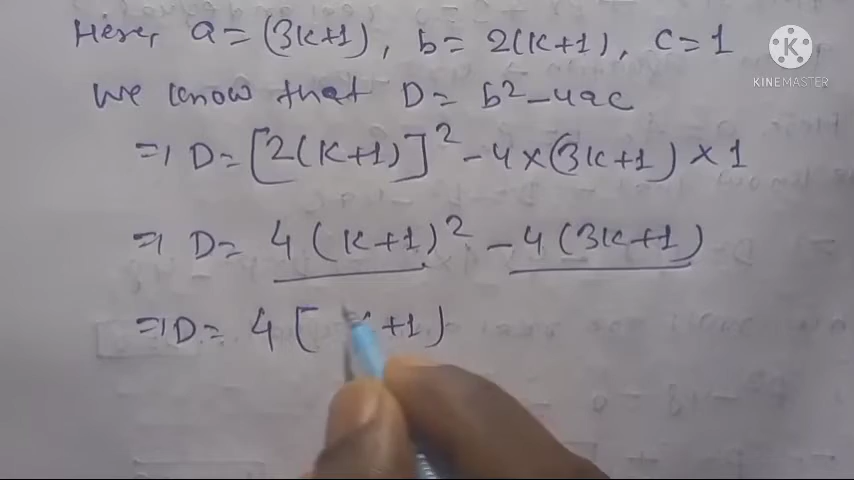 Here, a = (3k+1), b = 2(k+1), c = 1
K
KINEMASTER
We know that D = b² - 4ac
⇒ D = [2(k+1)]² - 4 × (3k+1) × 1
⇒ D = 4(k+1)² - 4(3k+1)
⇒ D = 4[ +1)